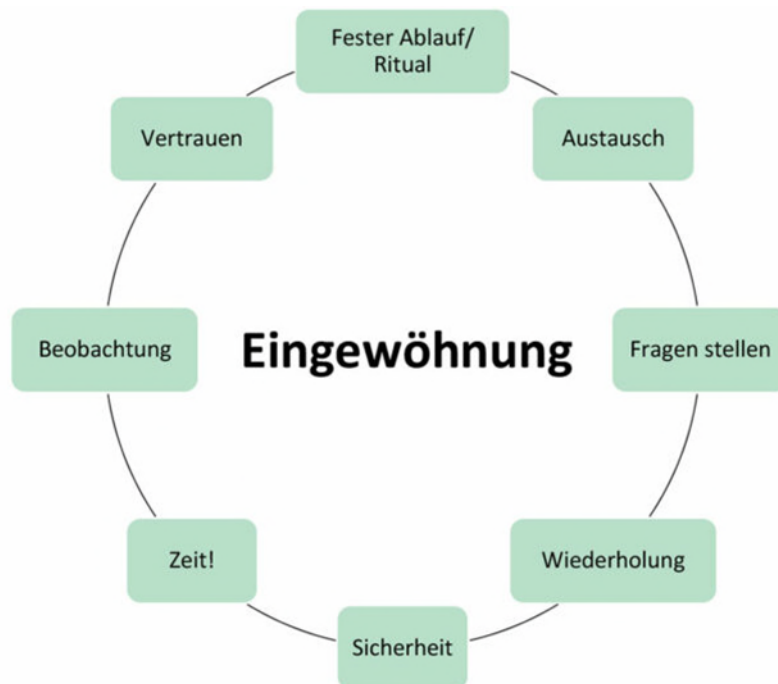 Fester Ablauf/
Ritual
Vertrauen
Austausch
Beobachtung
Eingewöhnung
Fragen stellen
Zeit!
Wiederholung
Sicherheit